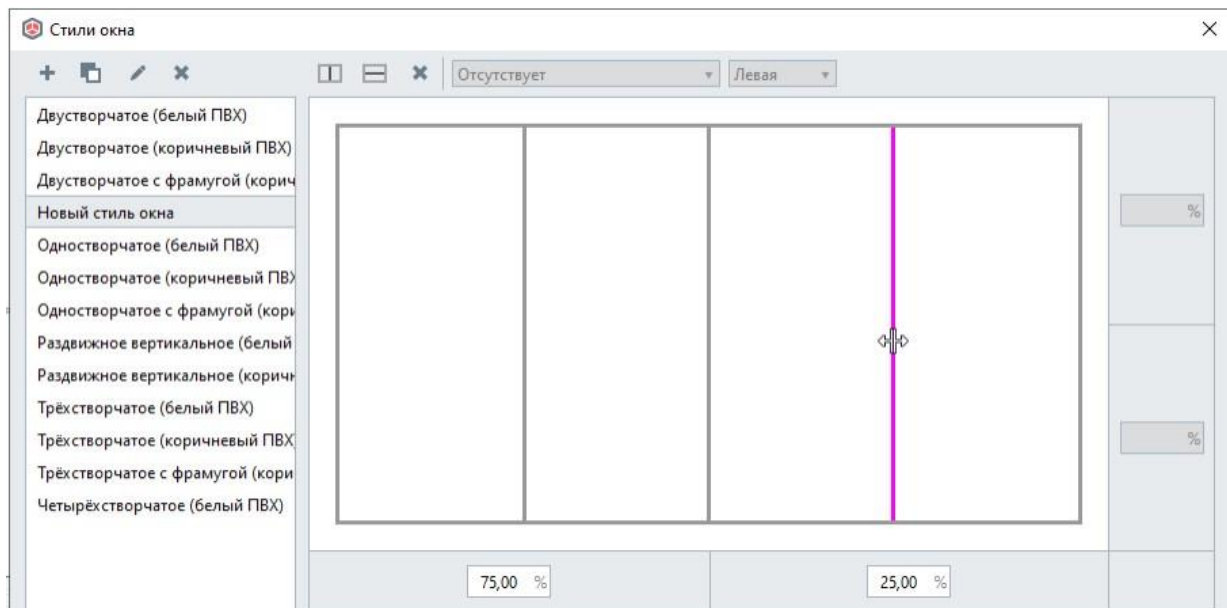 Стили окна
Отсутствует
Левая
Двустворчатое (белый ПВХ)
Двустворчатое (коричневый ПВХ)
Двустворчатое с фрамугой (корич
Новый стиль окна
Одностворчатое (белый ПВХ)
Одностворчатое (коричневый ПВХ
Одностворчатое с фрамугой (кори
Раздвижное вертикальное (белый
Раздвижное вертикальное (коричн
Трёхстворчатое (белый ПВХ)
Трёхстворчатое (коричневый ПВХ
Трёхстворчатое с фрамугой (кори
Четырёхстворчатое (белый ПВХ)
%
%
75,00 %
25,00 %